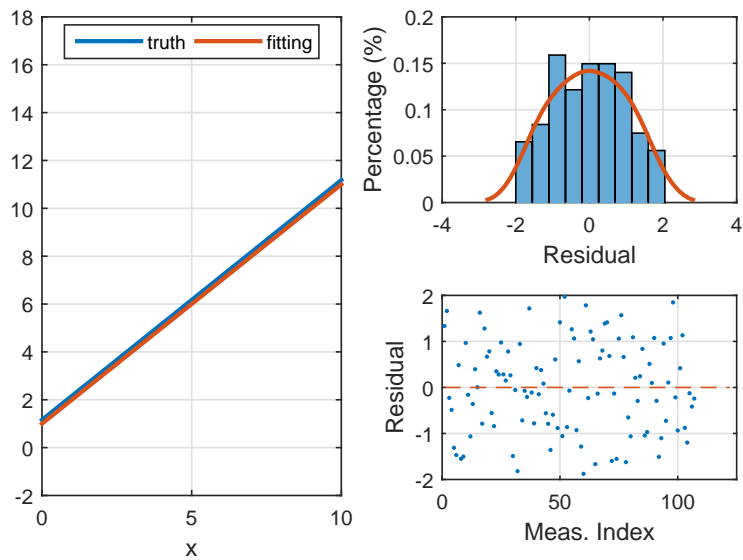 truth fitting
18
16
14
12
10
8
6
4
2
0
-2
0 5 10
x
Percentage (%)
0.2
0.15
0.1
0.05
0
-4 -2 0 2 4
Residual
Residual
2
1
0
-1
-2
0 50 100
Meas. Index